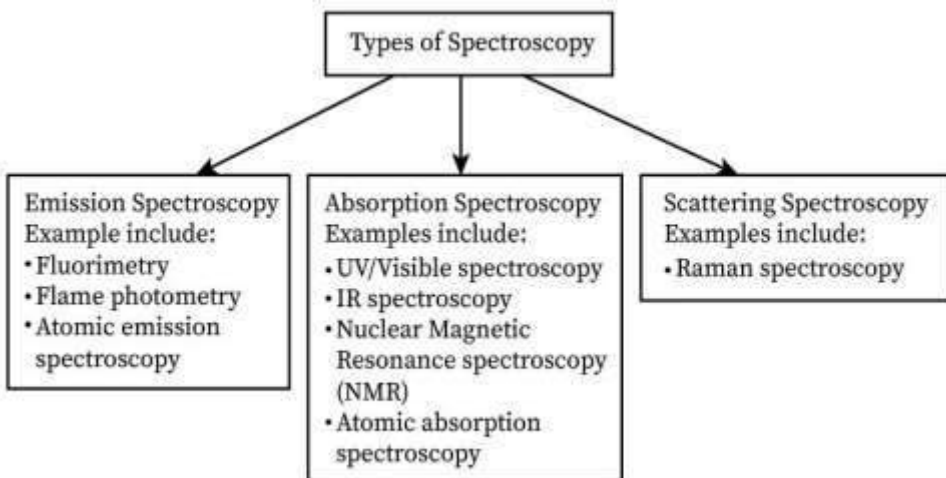 Types of Spectroscopy
Emission Spectroscopy
Example include:
• Fluorimetry
• Flame photometry
• Atomic emission
spectroscopy
Absorption Spectroscopy
Examples include:
• UV/Visible spectroscopy
• IR spectroscopy
• Nuclear Magnetic
Resonance spectroscopy
(NMR)
• Atomic absorption
spectroscopy
Scattering Spectroscopy
Examples include:
• Raman spectroscopy